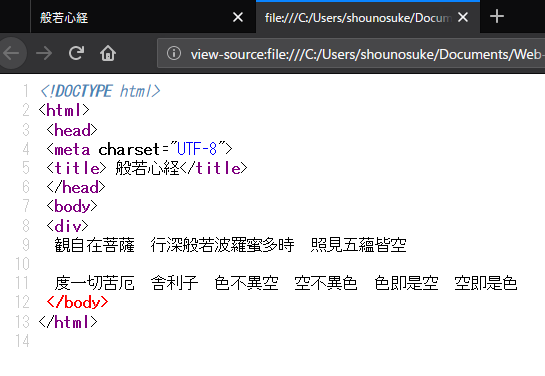 般若心経
file:///C:/Users/shounosuke/Docum
view-source:file:///C:/Users/shounosuke/Documents/Web-
1 <!DOCTYPE html>
2 <html>
3 <head>
4 <meta charset="UTF-8">
5 <title> 般若心経</title>
6 </head>
7 <body>
8 <div>
9 観自在菩薩　行深般若波羅蜜多時　照見五蘊皆空
10
11 度一切苦厄　舎利子　色不異空　空不異色　色即是空　空即是色
12 </body>
13 </html>
14